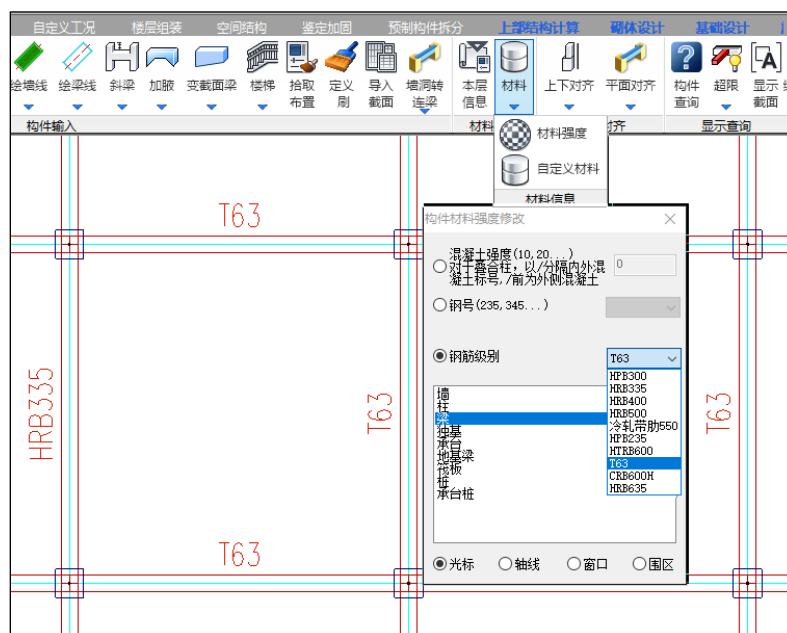 自定义工况 楼层组装 空间结构 鉴定加固 预制构件拆分 上部结构计算 砌体设计 基础设计
绘墙线 绘梁线 斜梁 加腋 变截面梁 楼梯 拾取布置 定义刷 导入截面 墙洞转连梁 本层信息 材料 上下对齐 平面对齐 构件查询 超限 显示截面
构件输入 材料 对齐 显示查询
材料强度
自定义材料
材料信息
T63
构件材料强度修改
混凝土强度(10,20...)
对于叠合柱，以/分隔内外混
凝土标号,/前为外侧混凝土
0
钢号(235,345...)
钢筋级别
T63
HPB300
HRB335
HRB400
HRB500
冷轧带肋550
HPB235
HTRB600
T63
CRB600H
HRB635
墙
柱
梁
独基
承台
地基梁
筏板
桩
承台桩
光标 轴线 窗口 围区
HRB335
T63
T63
T63